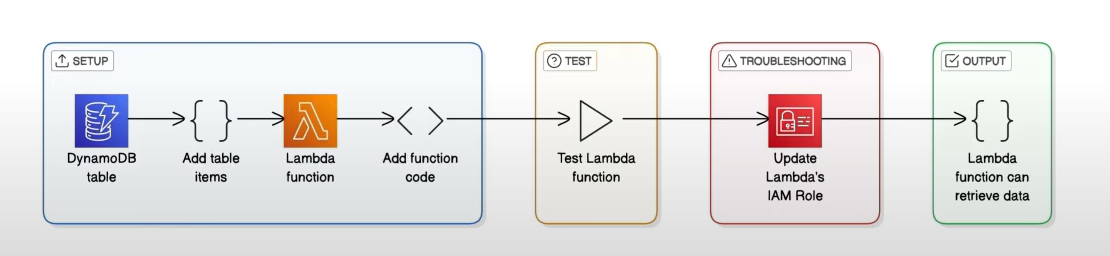 SETUP
DynamoDB
table
Add table
items
Lambda
function
Add function
code
TEST
Test Lambda
function
TROUBLESHOOTING
Update
Lambda's
IAM Role
OUTPUT
Lambda
function can
retrieve data